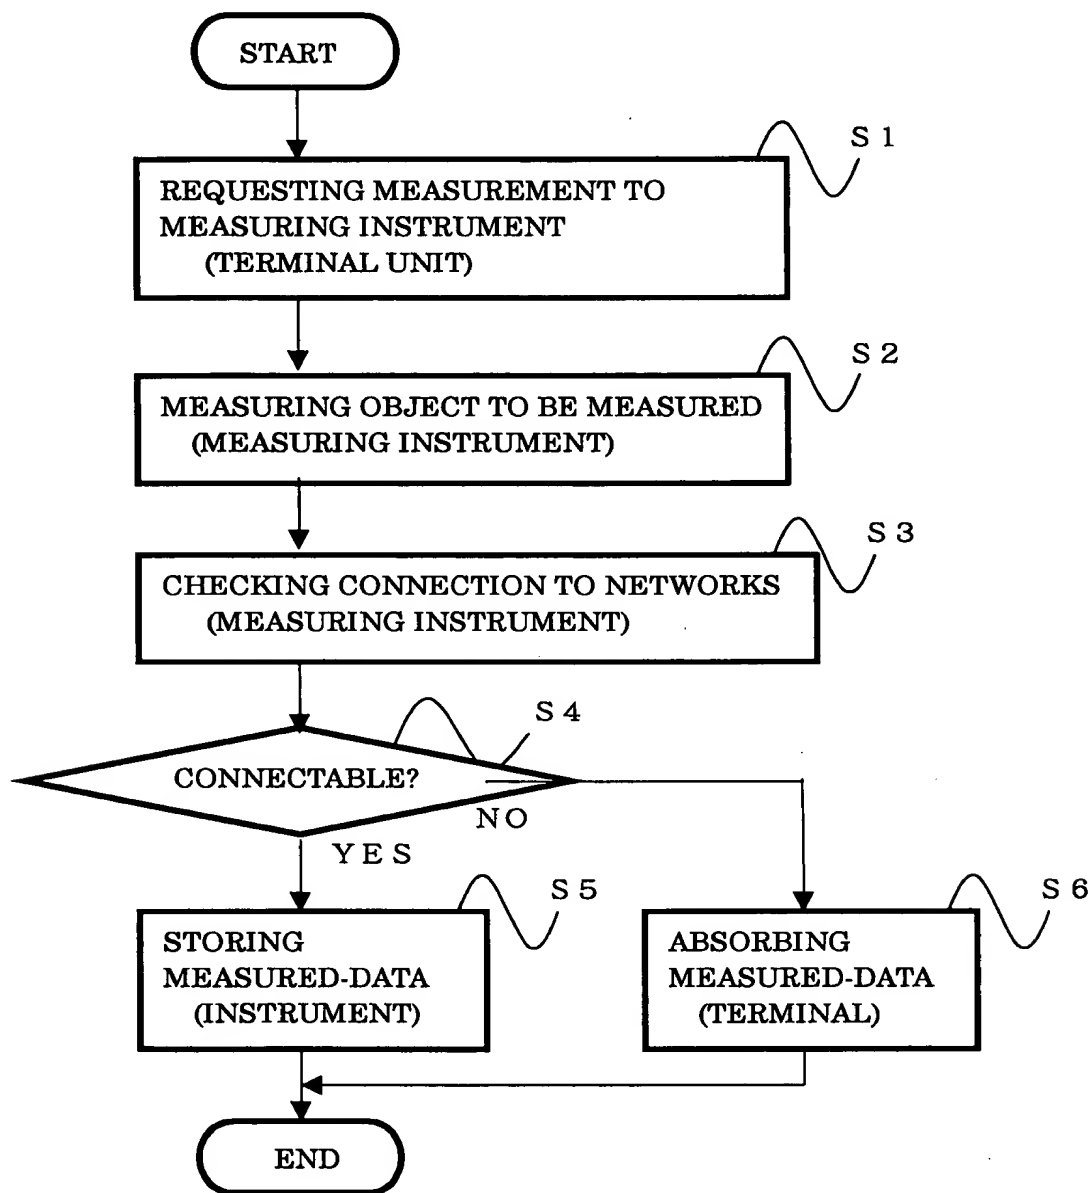 START
S 1
REQUESTING MEASUREMENT TO
MEASURING INSTRUMENT
(TERMINAL UNIT)
S 2
MEASURING OBJECT TO BE MEASURED
(MEASURING INSTRUMENT)
S 3
CHECKING CONNECTION TO NETWORKS
(MEASURING INSTRUMENT)
S 4
CONNECTABLE?
NO
YES
S 5
STORING
MEASURED-DATA
(INSTRUMENT)
S 6
ABSORBING
MEASURED-DATA
(TERMINAL)
END